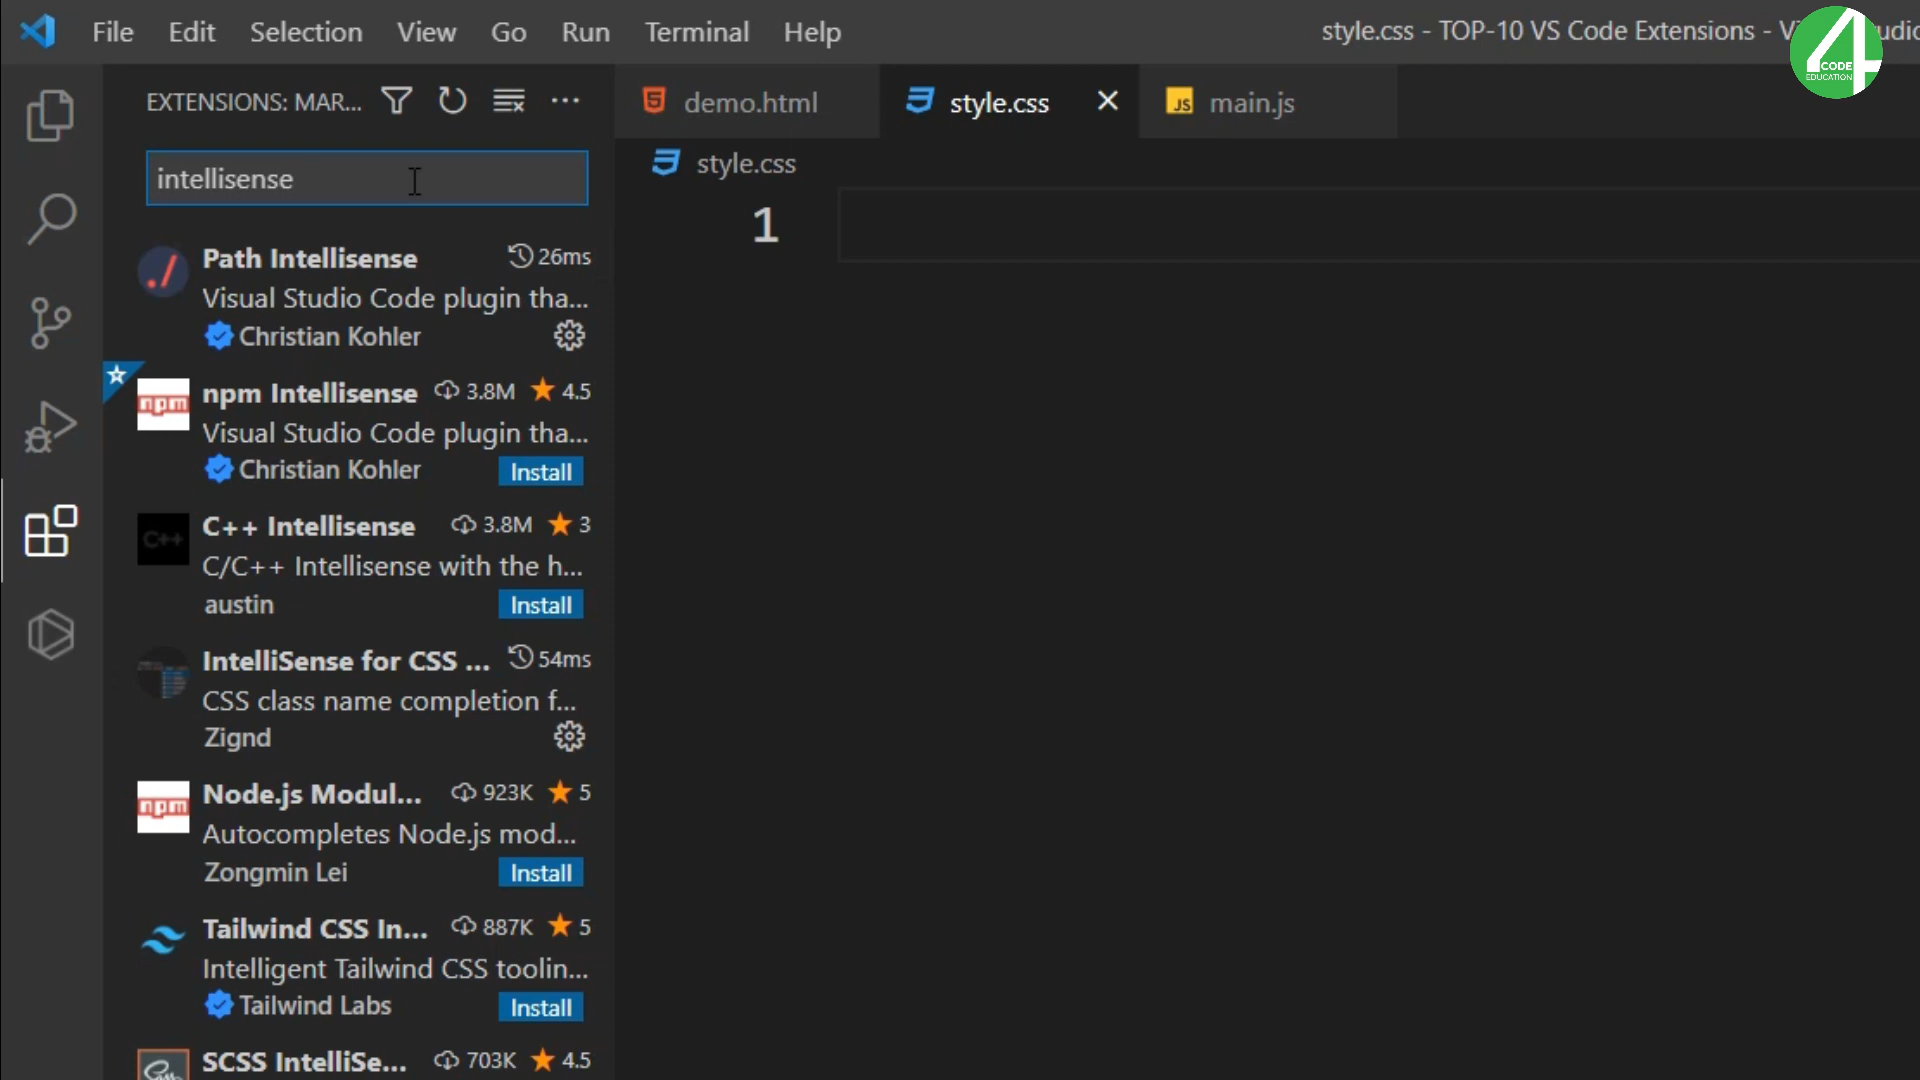 File Edit Selection View Go Run Terminal Help
style.css - TOP-10 VS Code Extensions -
4 CODE EDUCATION
EXTENSIONS: MAR...
demo.html
style.css
JS main.js
intellisense
style.css
1
Path Intellisense 26ms
Visual Studio Code plugin tha...
Christian Kohler
npm
npm Intellisense 3.8M 4.5
Visual Studio Code plugin tha...
Christian Kohler Install
C++
C++ Intellisense 3.8M 3
C/C++ Intellisense with the h...
austin Install
IntelliSense for CSS ... 54ms
CSS class name completion f...
Zignd
npm
Node.js Modul... 923K 5
Autocompletes Node.js mod...
Zongmin Lei Install
Tailwind CSS In... 887K 5
Intelligent Tailwind CSS toolin...
Tailwind Labs Install
SCSS IntelliSe... 703K 4.5